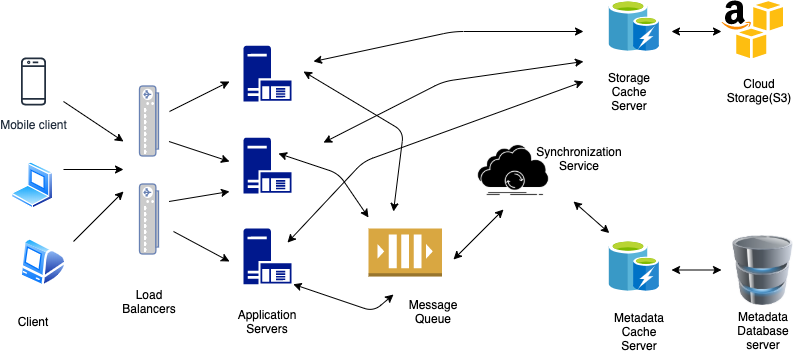 a
Storage
Cache
Server
Cloud
Storage(S3)
Mobile client
Synchronization
Service
Client
Load
Balancers
Application
Servers
Message
Queue
Metadata
Cache
Server
Metadata
Database
server